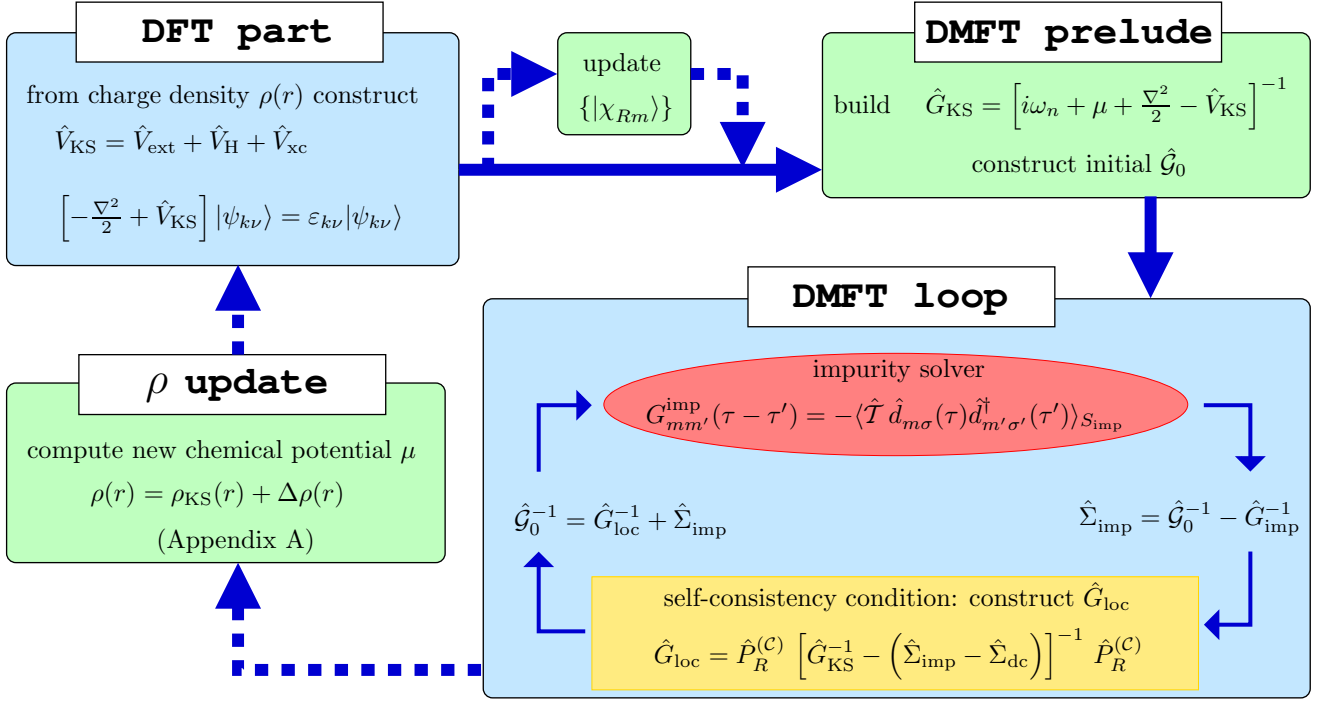 DFT part
from charge density ρ(r) construct
V̂_KS = V̂_ext + V̂_H + V̂_xc
[−∇²/2 + V̂_KS] |ψ_kν⟩ = ε_kν|ψ_kν⟩
update
{|χ_Rm⟩}
DMFT prelude
build Ĝ_KS = [iω_n + μ + ∇²/2 − V̂_KS]^−1
construct initial 𝒢̂_0
DMFT loop
impurity solver
G^imp_mm′(τ − τ′) = −⟨𝒯̂ d̂_mσ(τ)d̂†_m′σ′(τ′)⟩_S_imp
𝒢̂_0^−1 = Ĝ_loc^−1 + Σ̂_imp
Σ̂_imp = 𝒢̂_0^−1 − Ĝ_imp^−1
self-consistency condition: construct Ĝ_loc
Ĝ_loc = P̂_R^(𝒞) [Ĝ_KS^−1 − (Σ̂_imp − Σ̂_dc)]^−1 P̂_R^(𝒞)
ρ update
compute new chemical potential μ
ρ(r) = ρ_KS(r) + Δρ(r)
(Appendix A)